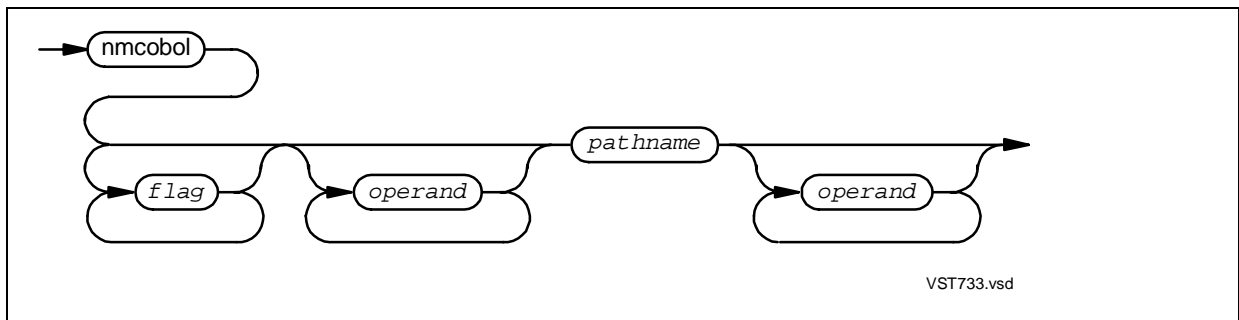 nmcobol
pathname
flag
operand
operand
VST733.vsd